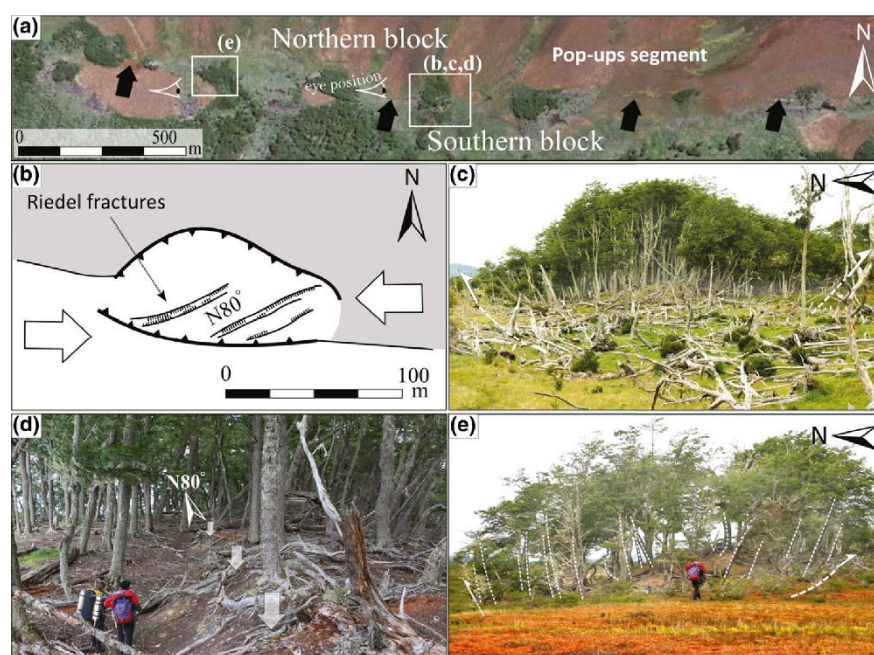 (a)
(e)
Northern block
(b,c,d)
Pop-ups segment
N
eye position
0
500
m
Southern block
(b)
Riedel fractures
N
N80°
0
100
m
(c)
N
(d)
N80°
(e)
N